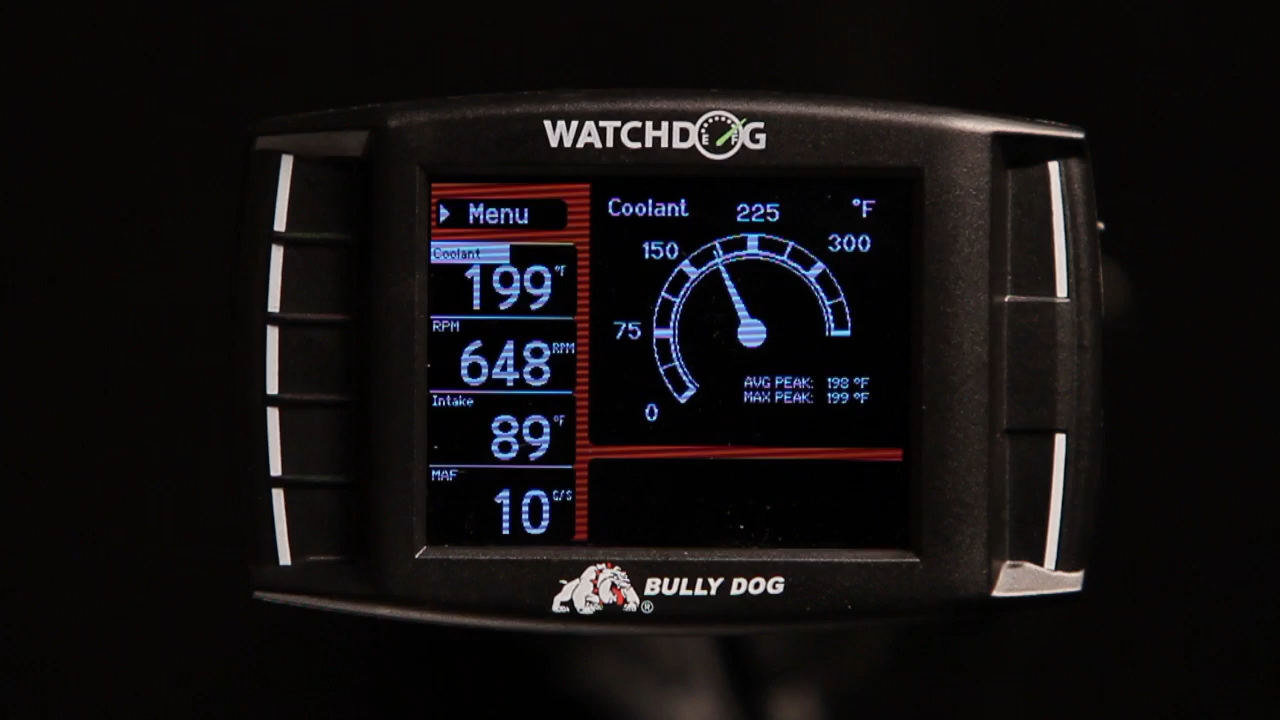 WATCHDOG
Menu
Coolant
199 °F
RPM
648 RPM
Intake
89 °F
MAF
10 G/S
Coolant
°F
0
75
150
225
300
AVG PEAK: 198 °F
MAX PEAK: 199 °F
BULLY DOG
®